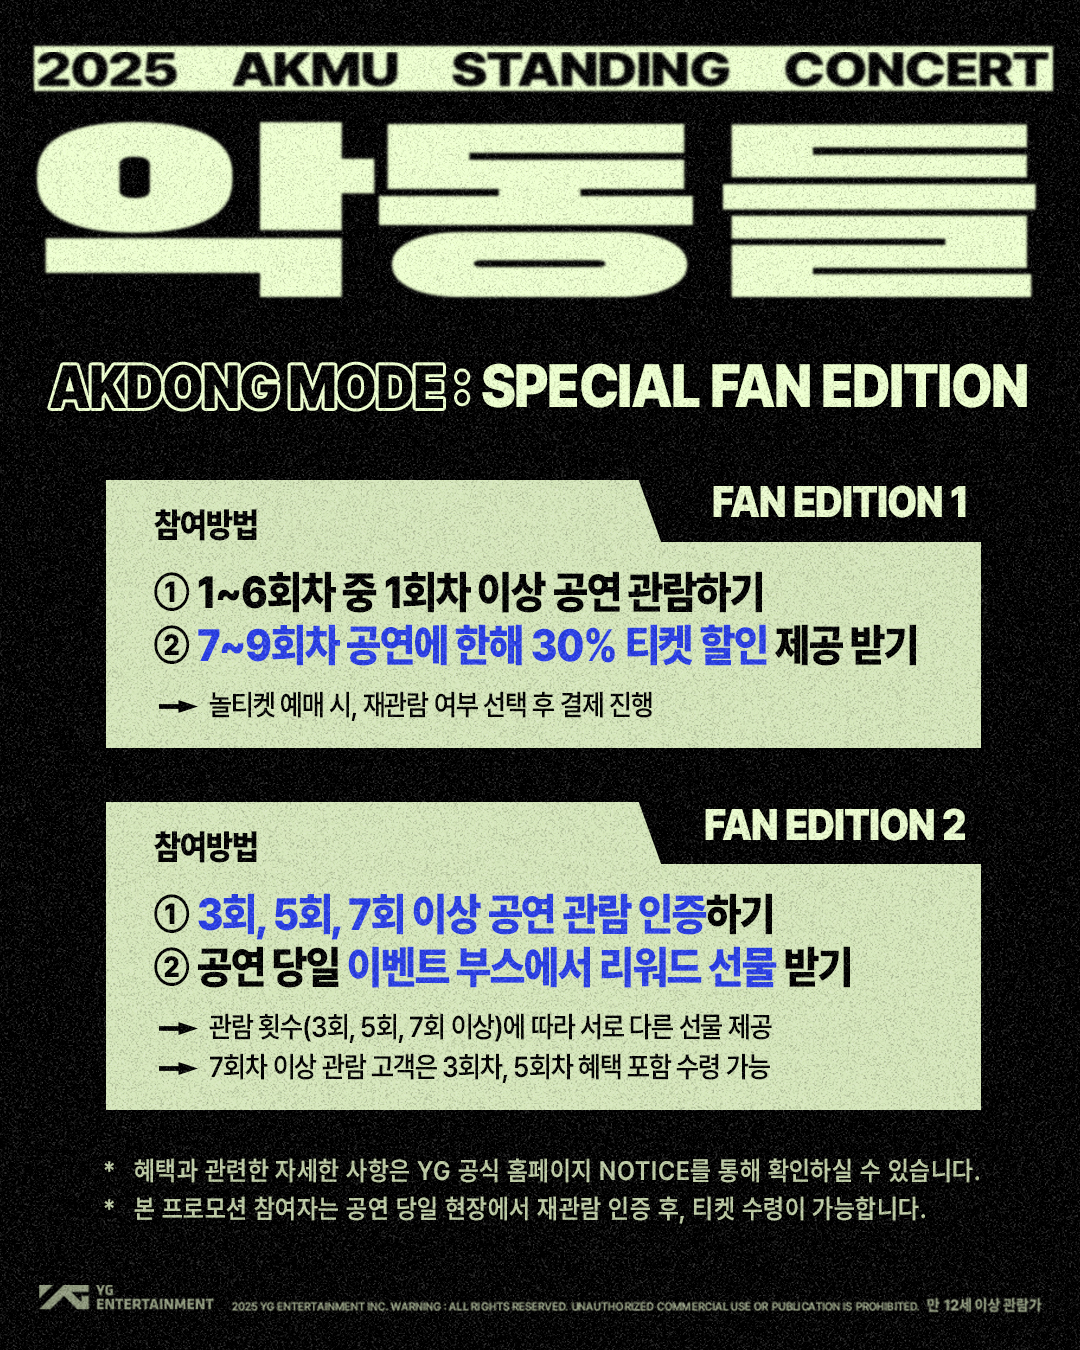 2025 AKMU STANDING CONCERT
악동들
AKDONG MODE : SPECIAL FAN EDITION
FAN EDITION 1
참여방법
① 1~6회차 중 1회차 이상 공연 관람하기
② 7~9회차 공연에 한해 30% 티켓 할인 제공 받기
→ 놀티켓 예매 시, 재관람 여부 선택 후 결제 진행
FAN EDITION 2
참여방법
① 3회, 5회, 7회 이상 공연 관람 인증하기
② 공연 당일 이벤트 부스에서 리워드 선물 받기
→ 관람 횟수(3회, 5회, 7회 이상)에 따라 서로 다른 선물 제공
→ 7회차 이상 관람 고객은 3회차, 5회차 혜택 포함 수령 가능
* 혜택과 관련한 자세한 사항은 YG 공식 홈페이지 NOTICE를 통해 확인하실 수 있습니다.
* 본 프로모션 참여자는 공연 당일 현장에서 재관람 인증 후, 티켓 수령이 가능합니다.
YG YG
ENTERTAINMENT
2025 YG ENTERTAINMENT INC. WARNING : ALL RIGHTS RESERVED. UNAUTHORIZED COMMERCIAL USE OR PUBLICATION IS PROHIBITED. 만 12세 이상 관람가